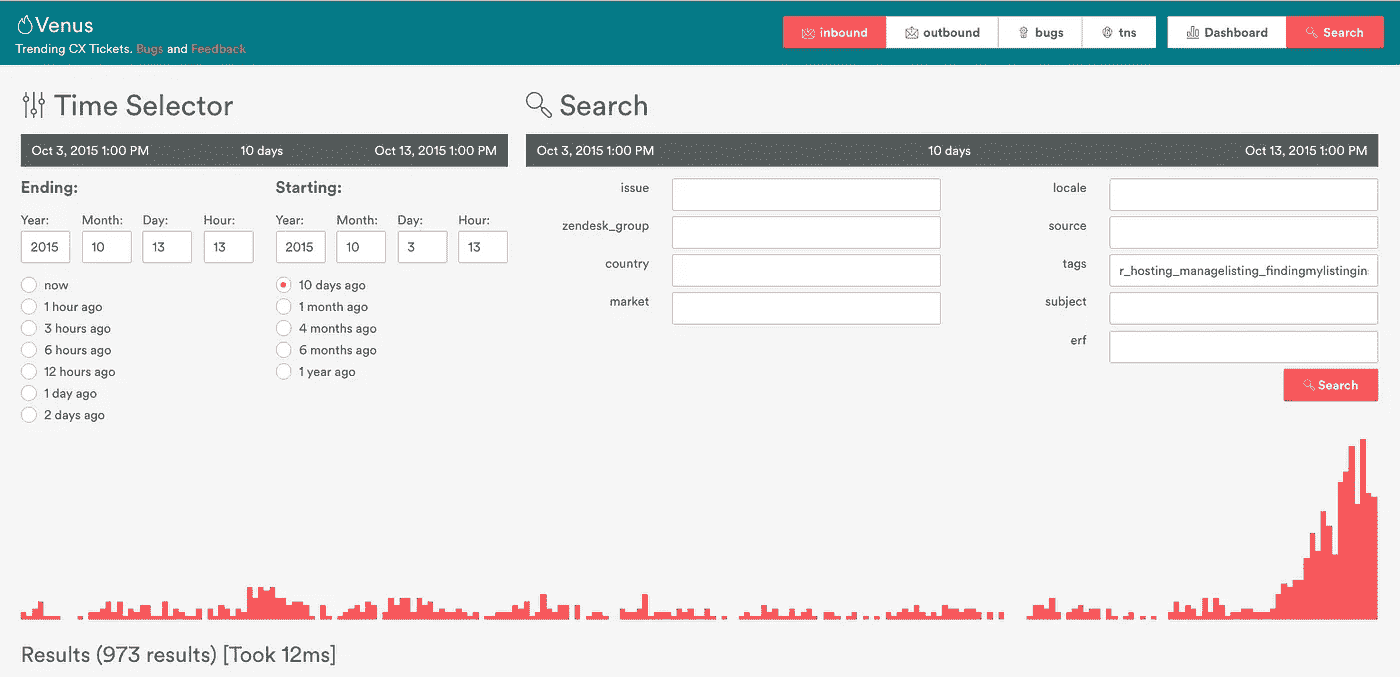 Venus
Trending CX Tickets. Bugs and Feedback
inbound outbound bugs tns Dashboard Search
Time Selector
Oct 3, 2015 1:00 PM 10 days Oct 13, 2015 1:00 PM
Ending: Starting:
Year: Month: Day: Hour: Year: Month: Day: Hour:
2015 10 13 13 2015 10 3 13
now
1 hour ago
3 hours ago
6 hours ago
12 hours ago
1 day ago
2 days ago
10 days ago
1 month ago
4 months ago
6 months ago
1 year ago
Search
Oct 3, 2015 1:00 PM 10 days Oct 13, 2015 1:00 PM
issue
zendesk_group
country
market
locale
source
tags r_hosting_managelisting_findingmylistingin
subject
erf
Search
Results (973 results) [Took 12ms]